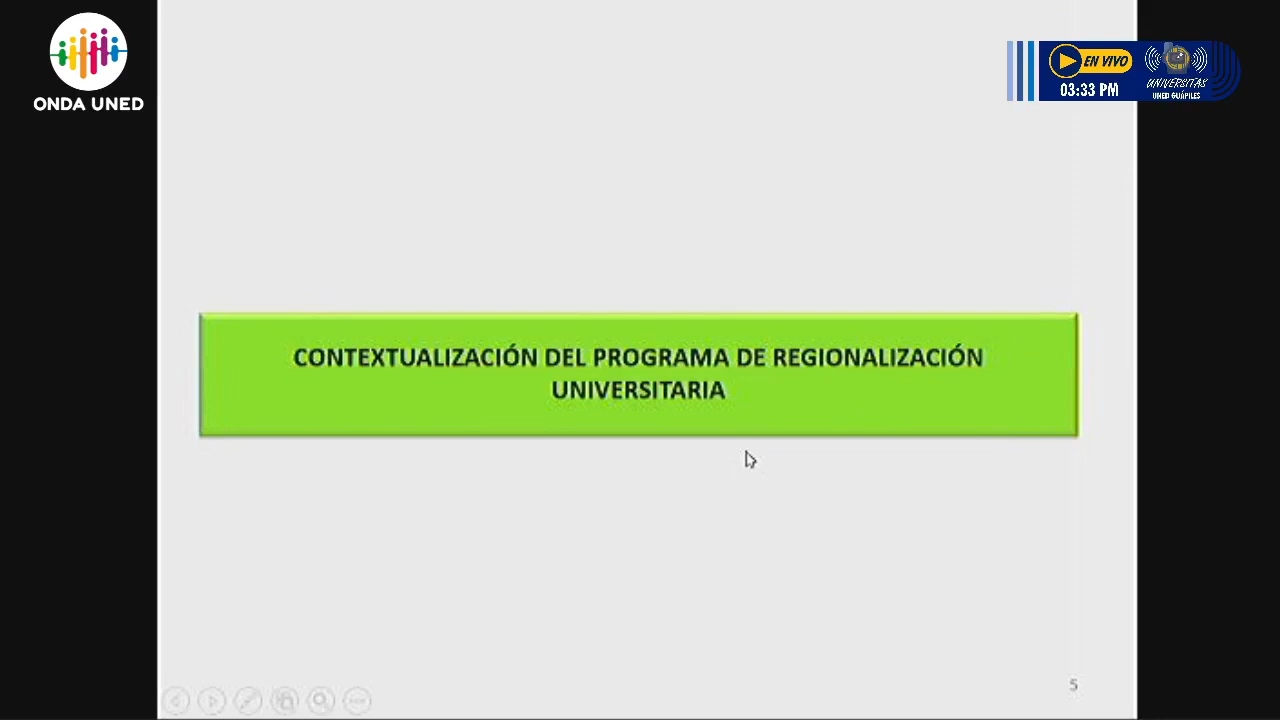 ONDA UNED
EN VIVO
03:33 PM
UNIVERSITAS
UNED GUÁPILES
CONTEXTUALIZACIÓN DEL PROGRAMA DE REGIONALIZACIÓN
UNIVERSITARIA
5